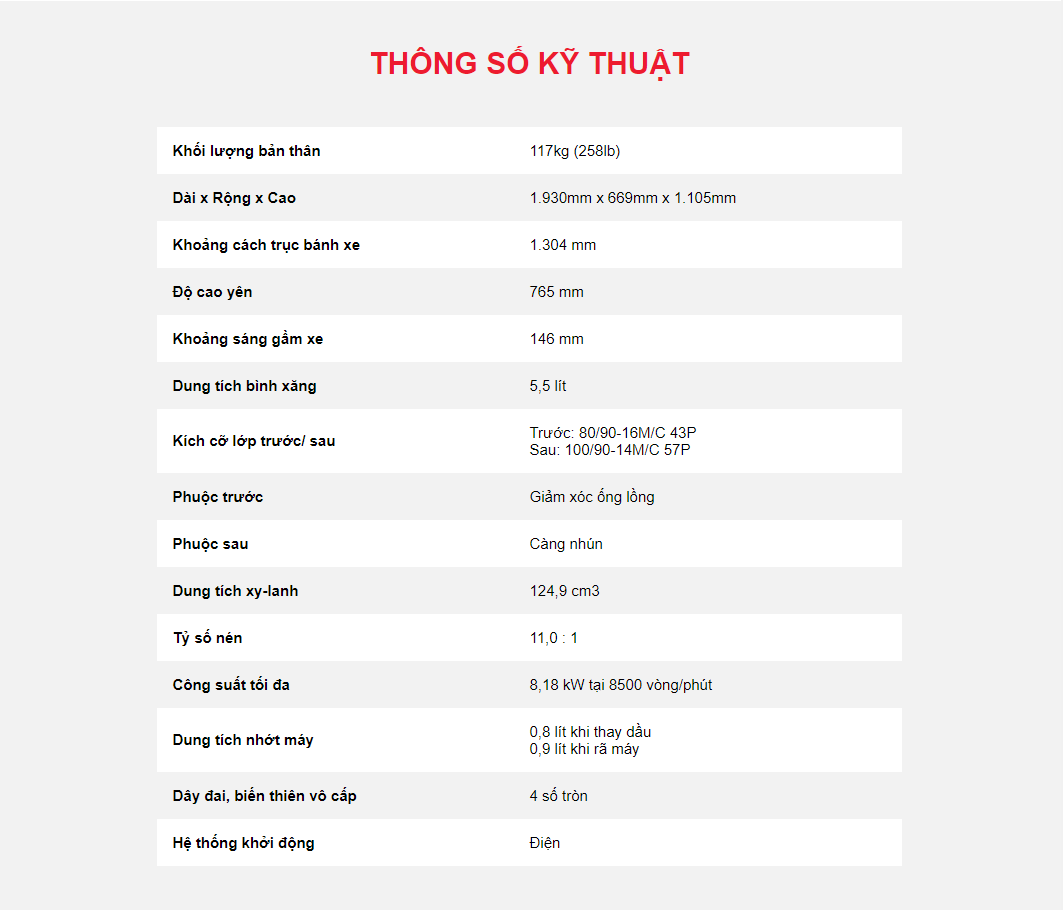 THÔNG SỐ KỸ THUẬT
Khối lượng bản thân 117kg (258lb)
Dài x Rộng x Cao 1.930mm x 669mm x 1.105mm
Khoảng cách trục bánh xe 1.304 mm
Độ cao yên 765 mm
Khoảng sáng gầm xe 146 mm
Dung tích bình xăng 5,5 lít
Kích cỡ lớp trước/ sau Trước: 80/90-16M/C 43P
Sau: 100/90-14M/C 57P
Phuộc trước Giảm xóc ống lồng
Phuộc sau Càng nhún
Dung tích xy-lanh 124,9 cm3
Tỷ số nén 11,0 : 1
Công suất tối đa 8,18 kW tại 8500 vòng/phút
Dung tích nhớt máy 0,8 lít khi thay dầu
0,9 lít khi rã máy
Dây đai, biến thiên vô cấp 4 số tròn
Hệ thống khởi động Điện